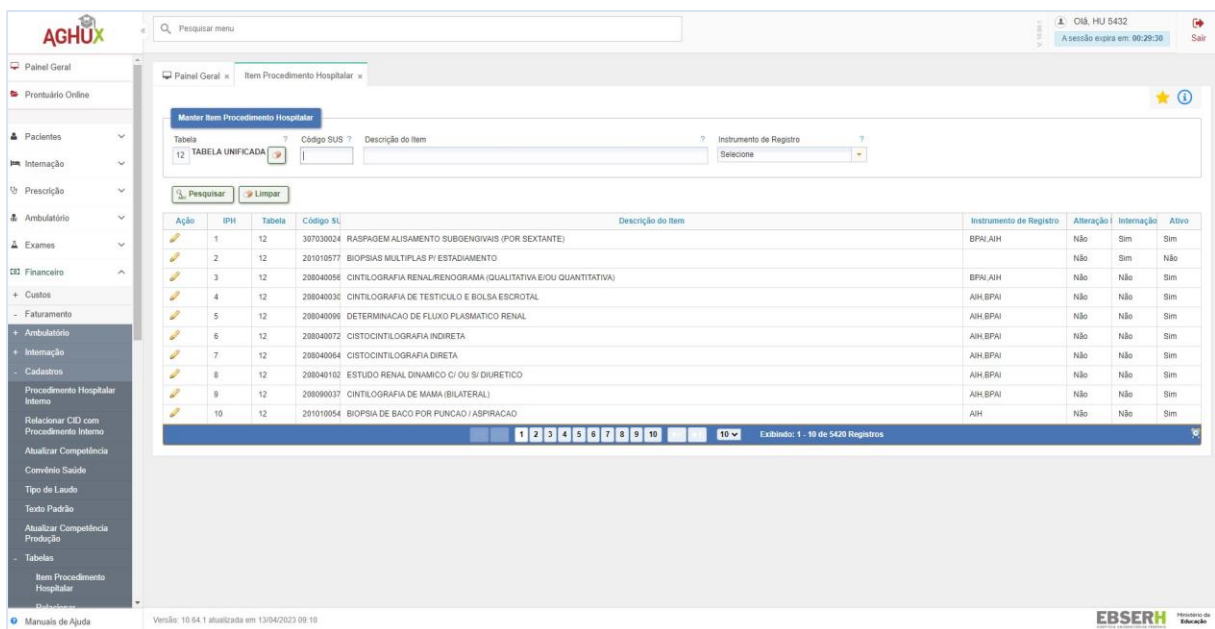 AGHUX
Pesquisar menu
Olá, HU 5432
A sessão expira em: 00:29:30
Sair
Painel Geral
Prontuário Online
Pacientes
Internação
Prescrição
Ambulatório
Exames
Financeiro
+ Custos
- Faturamento
+ Ambulatório
+ Internação
- Cadastros
Procedimento Hospitalar
Interno
Relacionar CID com
Procedimento Interno
Atualizar Competência
Convênio Saúde
Tipo de Laudo
Texto Padrão
Atualizar Competência
Produção
- Tabelas
Item Procedimento
Hospitalar
Manuais de Ajuda
Painel Geral × Item Procedimento Hospitalar ×
Manter Item Procedimento Hospitalar
Tabela ? Código SUS ? Descrição do Item ? Instrumento de Registro ?
12 TABELA UNIFICADA Selecione
Pesquisar Limpar
Ação IPH Tabela Código SU Descrição do Item Instrumento de Registro Alteração Internação Ativo
1 12 307030024 RASPAGEM ALISAMENTO SUBGENGIVAIS (POR SEXTANTE) BPAI,AIH Não Sim Sim
2 12 201010577 BIOPSIAS MULTIPLAS P/ ESTADIAMENTO Não Sim Não
3 12 208040056 CINTILOGRAFIA RENAL/RENOGRAMA (QUALITATIVA E/OU QUANTITATIVA) BPAI,AIH Não Não Sim
4 12 208040030 CINTILOGRAFIA DE TESTICULO E BOLSA ESCROTAL AIH,BPAI Não Não Sim
5 12 208040099 DETERMINACAO DE FLUXO PLASMATICO RENAL AIH,BPAI Não Não Sim
6 12 208040072 CISTOCINTILOGRAFIA INDIRETA AIH,BPAI Não Não Sim
7 12 208040064 CISTOCINTILOGRAFIA DIRETA AIH,BPAI Não Não Sim
8 12 208040102 ESTUDO RENAL DINAMICO C/ OU S/ DIURETICO AIH,BPAI Não Não Sim
9 12 208090037 CINTILOGRAFIA DE MAMA (BILATERAL) AIH,BPAI Não Não Sim
10 12 201010054 BIOPSIA DE BACO POR PUNCAO / ASPIRACAO AIH Não Não Sim
1 2 3 4 5 6 7 8 9 10 10 Exibindo: 1 - 10 de 5420 Registros
Versão: 10.64.1 atualizada em 13/04/2023 09:10
EBSERH
Ministério da
Educação